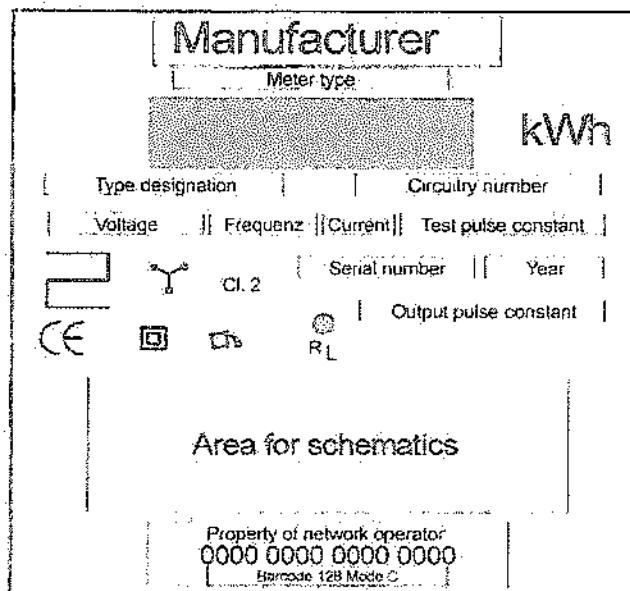 Manufacturer
Meter type
kWh
Type designation Circuitry number
Voltage Frequenz Current Test pulse constant
Cl. 2 Serial number Year
Output pulse constant
CE RL
Area for schematics
Property of network operator
0000 0000 0000 0000
Barcode 128 Mode C